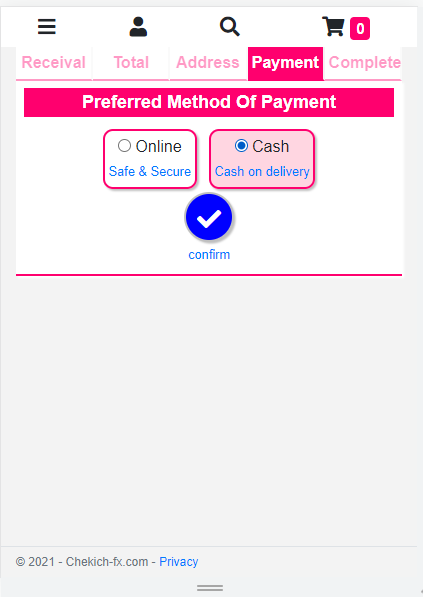 0
Receival Total Address Payment Complete
Preferred Method Of Payment
Online Cash
Safe & Secure Cash on delivery
confirm
© 2021 - Chekich-fx.com - Privacy